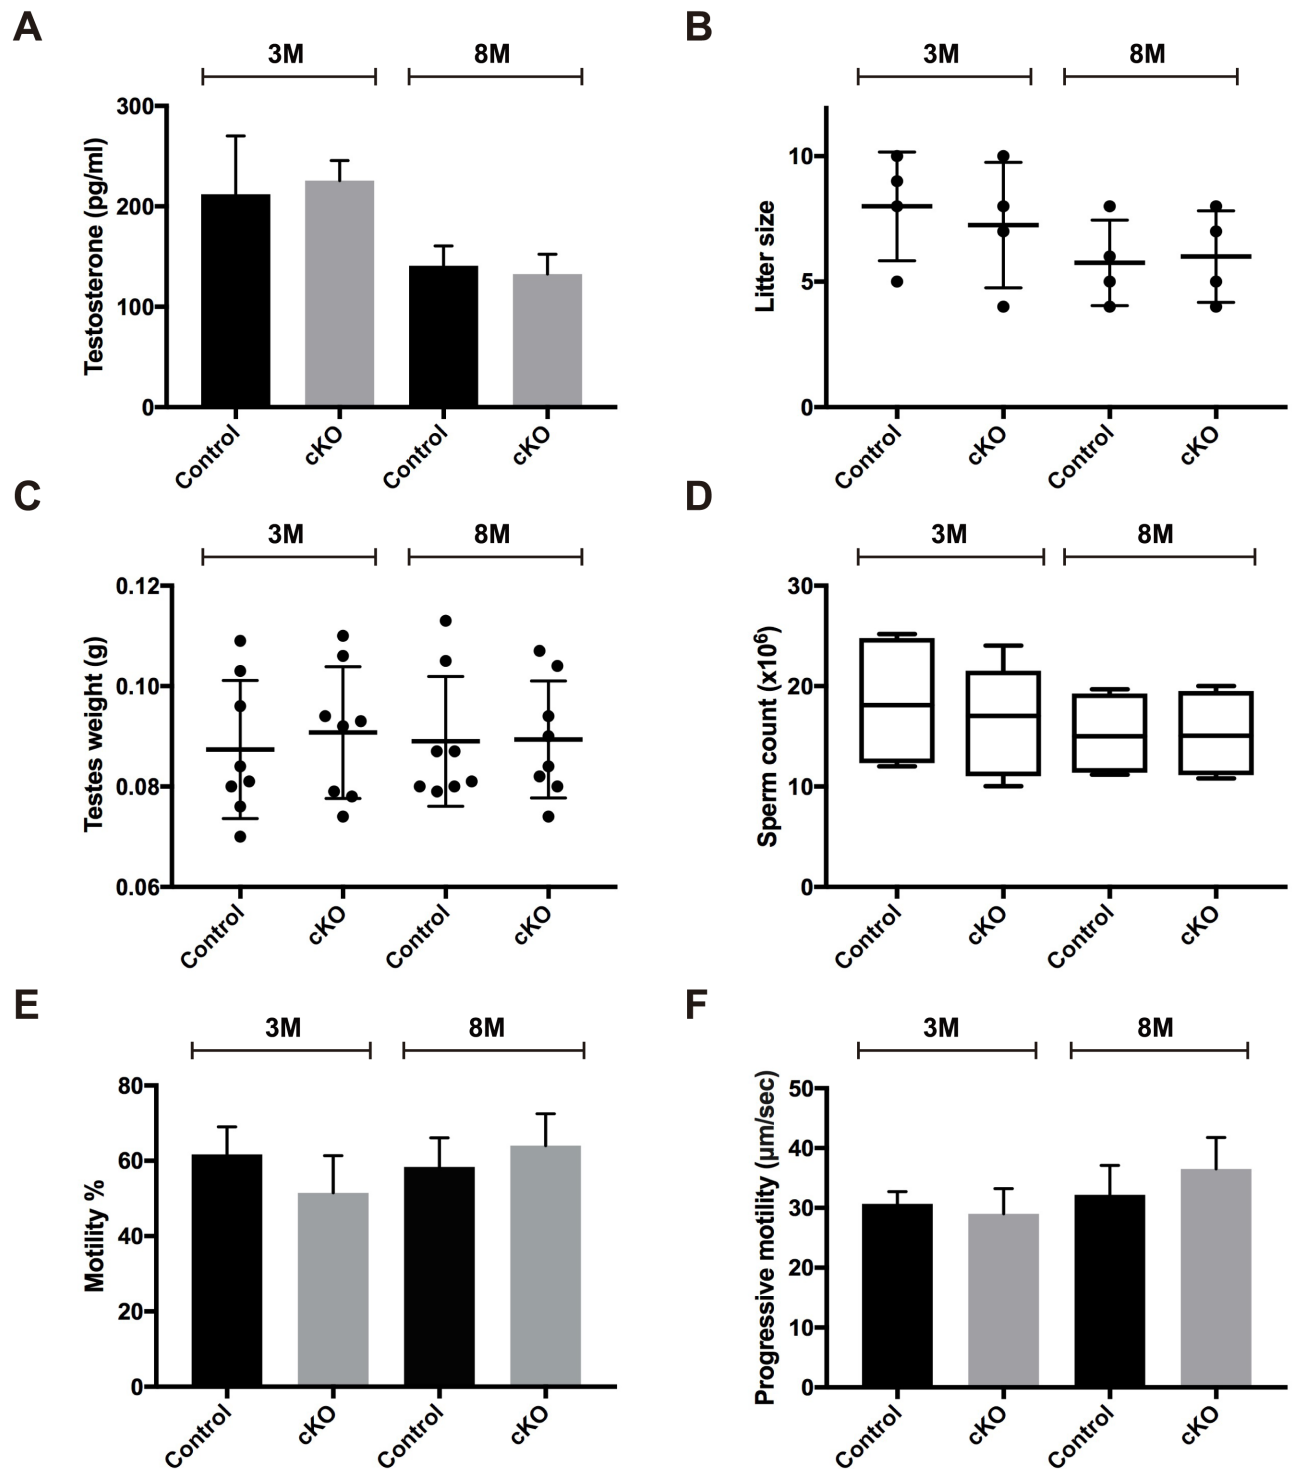 A
3M 8M
Testosterone (pg/ml)
300
200
100
0
Control cKO Control cKO
B
3M 8M
Litter size
10
5
0
Control cKO Control cKO
C
3M 8M
Testes weight (g)
0.12
0.10
0.08
0.06
Control cKO Control cKO
D
3M 8M
Sperm count (x10⁶)
30
20
10
0
Control cKO Control cKO
E
3M 8M
Motility %
80
60
40
20
0
Control cKO Control cKO
F
3M 8M
Progressive motility (µm/sec)
50
40
30
20
10
0
Control cKO Control cKO